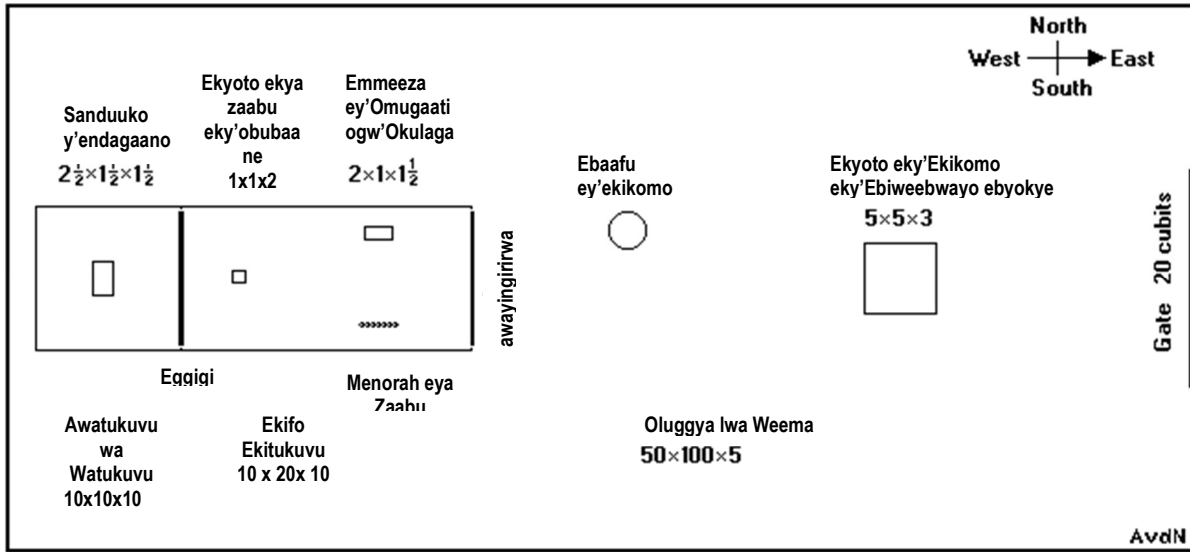 North
West East
South
Sanduuko
y'endagaano
2½×1½×1½
Ekyoto ekya
zaabu
eky'obubaa
ne
1x1x2
Emmeeza
ey'Omugaati
ogw'Okulaga
2×1×1½
Ebaafu
ey'ekikomo
Ekyoto eky'Ekikomo
eky'Ebiweebwayo ebyokye
5×5×3
awayingirirwa
Gate 20 cubits
Eggigi
Menorah eya
Zaabu
Awatukuvu
wa
Watukuvu
10x10x10
Ekifo
Ekitukuvu
10 x 20x 10
Oluggya lwa Weema
50×100×5
AvdN